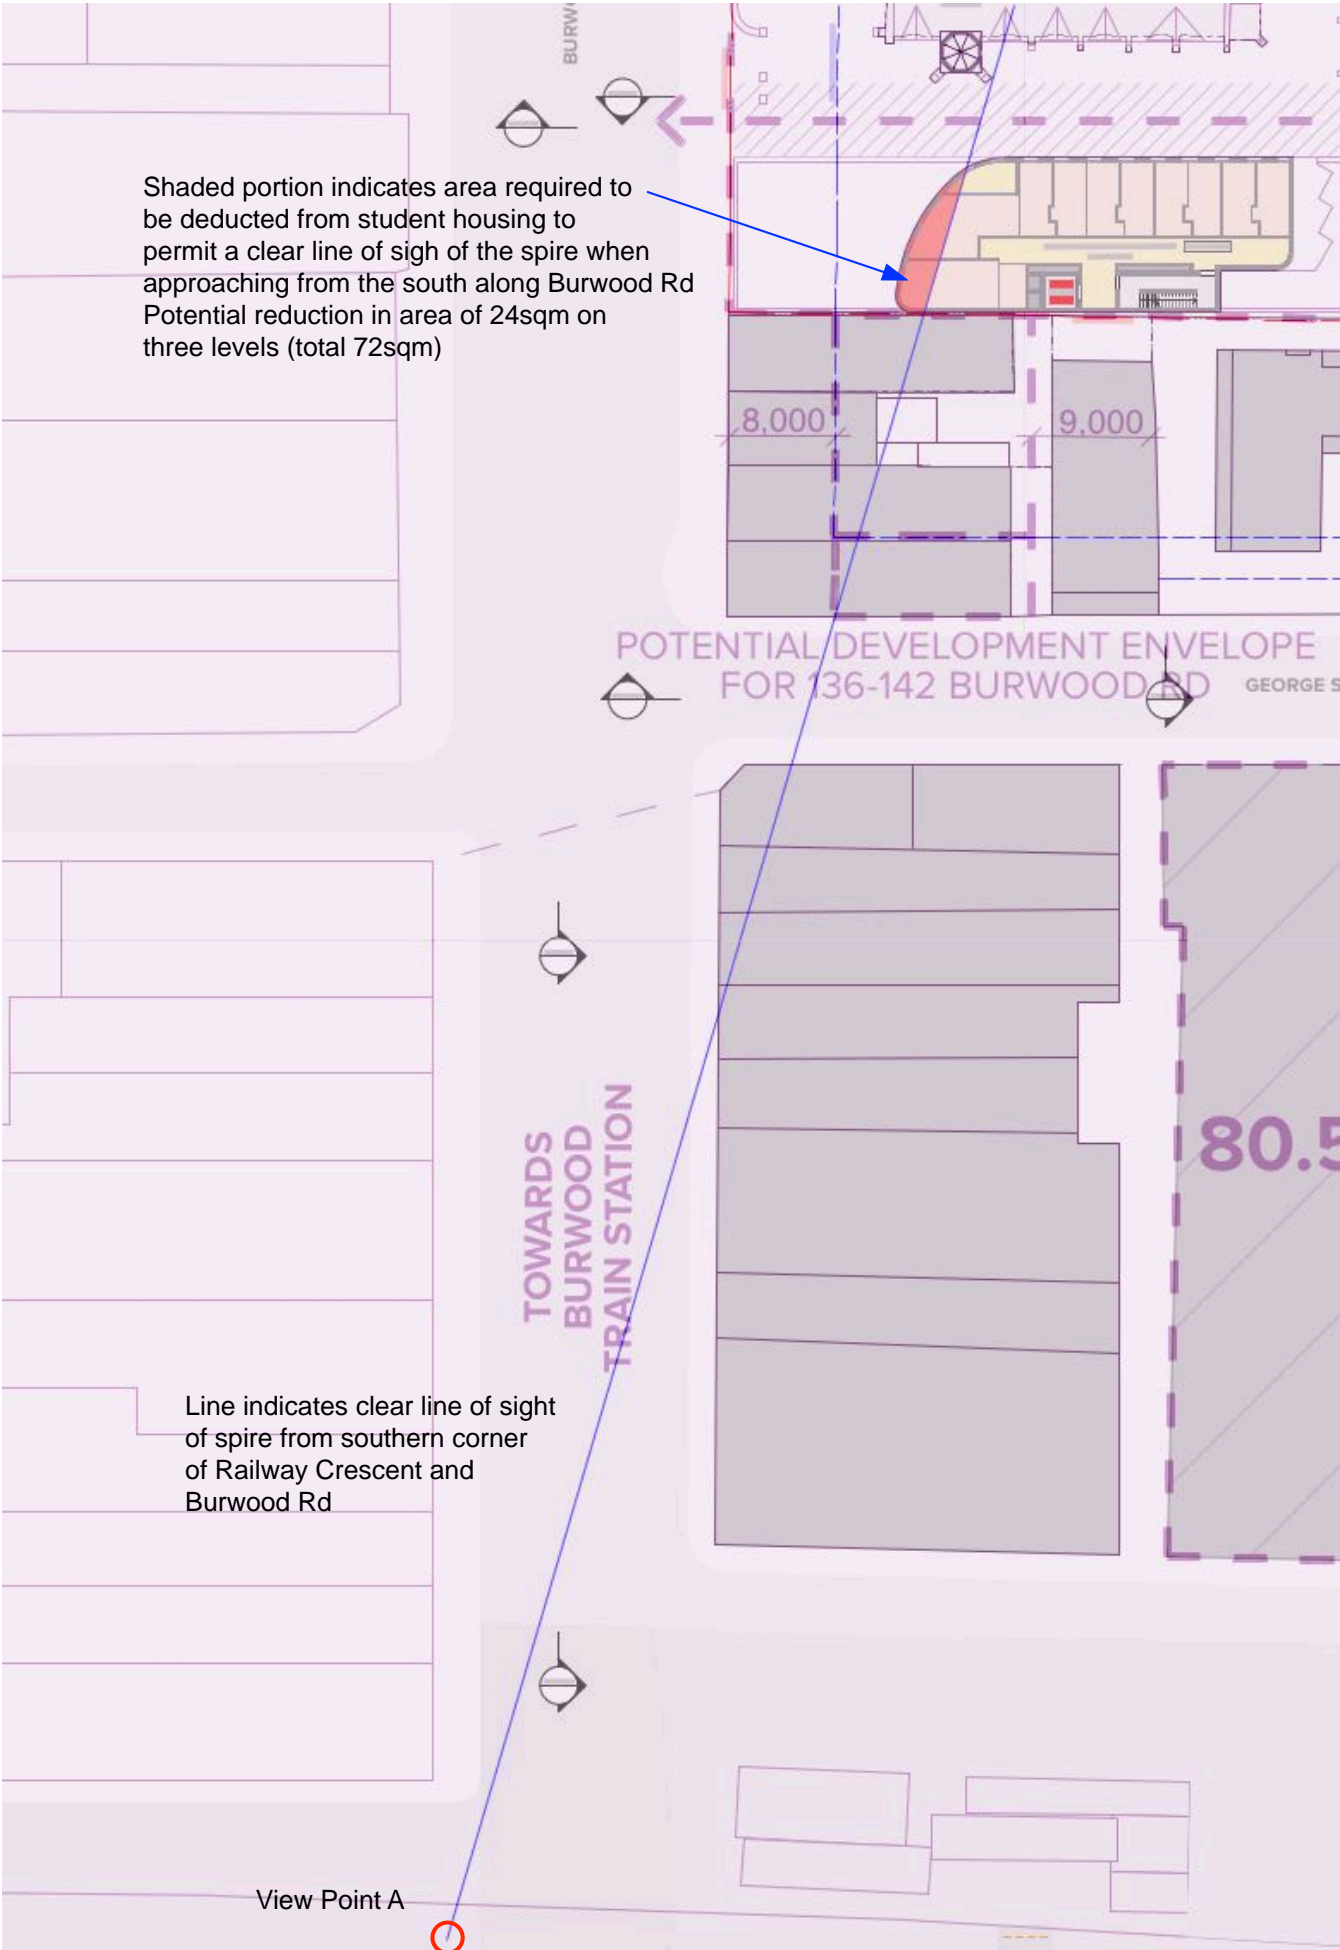 BURW
Shaded portion indicates area required to
be deducted from student housing to
permit a clear line of sigh of the spire when
approaching from the south along Burwood Rd
Potential reduction in area of 24sqm on
three levels (total 72sqm)
8,000
9,000
POTENTIAL DEVELOPMENT ENVELOPE
FOR 136-142 BURWOOD RD
GEORGE S
TOWARDS
BURWOOD
TRAIN STATION
80.5
Line indicates clear line of sight
of spire from southern corner
of Railway Crescent and
Burwood Rd
View Point A